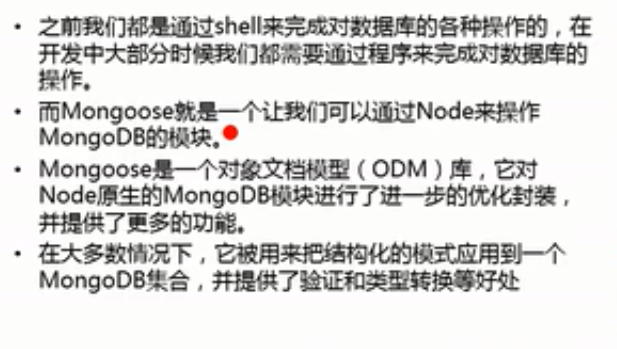 • 之前我们都是通过shell来完成对数据库的各种操作的，在
开发中大部分时候我们都需要通过程序来完成对数据库的
操作。
• 而Mongoose就是一个让我们可以通过Node来操作
MongoDB的模块。
• Mongoose是一个对象文档模型（ODM）库，它对
Node原生的MongoDB模块进行了进一步的优化封装，
并提供了更多的功能。
• 在大多数情况下，它被用来把结构化的模式应用到一个
MongoDB集合，并提供了验证和类型转换等好处